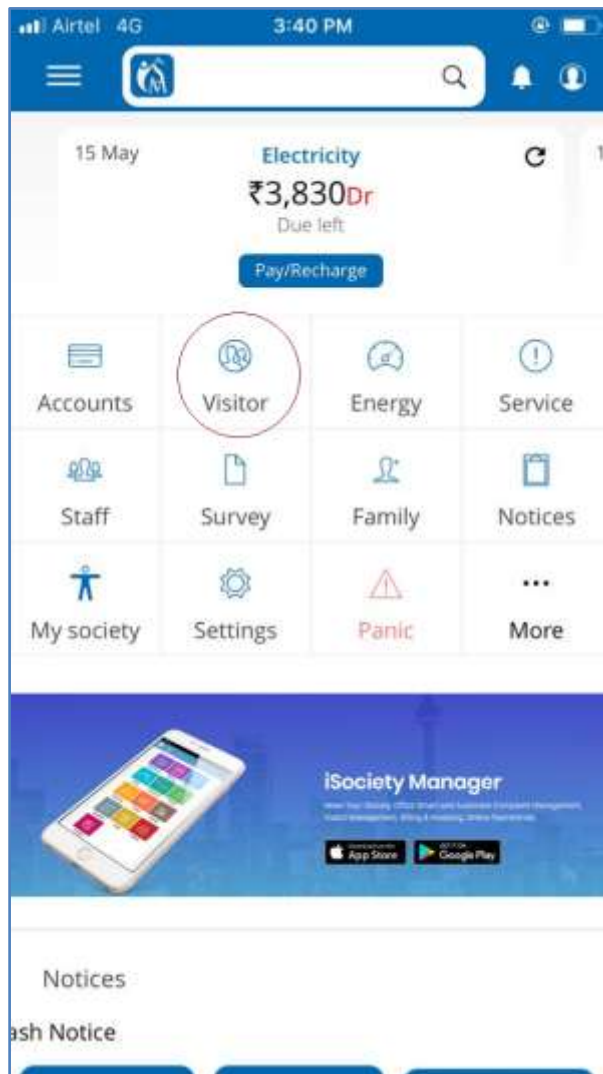 Airtel 4G 3:40 PM
M
15 May Electricity 1
₹3,830Dr
Due left
Pay/Recharge
Accounts Visitor Energy Service
Staff Survey Family Notices
My society Settings Panic More
iSociety Manager
App Store Google Play
Notices
ash Notice